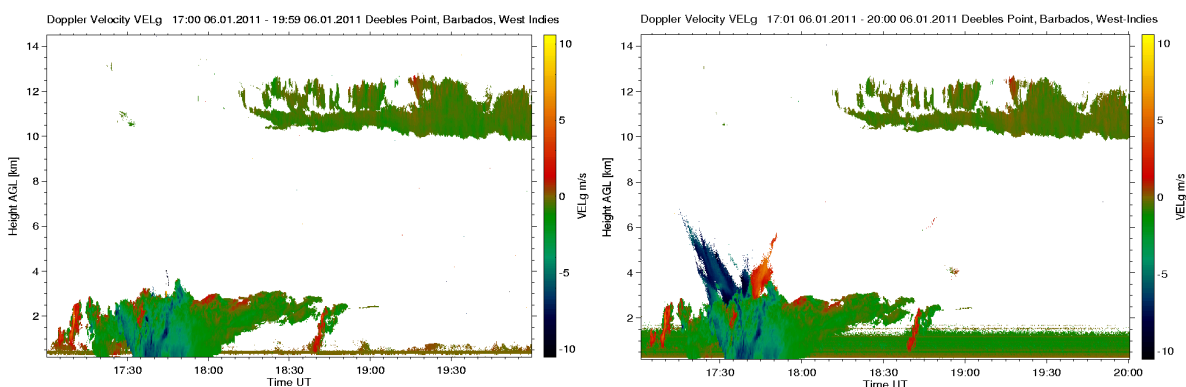 Doppler Velocity VELg 17:00 06.01.2011 - 19:59 06.01.2011 Deebles Point, Barbados, West Indies
14
12
10
8
6
4
2
Height AGL [km]
17:30 18:00 18:30 19:00 19:30
Time UT
10
5
0
-5
-10
VELg m/s
Doppler Velocity VELg 17:01 06.01.2011 - 20:00 06.01.2011 Deebles Point, Barbados, West-Indies
14
12
10
8
6
4
2
Height AGL [km]
17:30 18:00 18:30 19:00 19:30 20:00
Time UT
10
5
0
-5
-10
VELg m/s